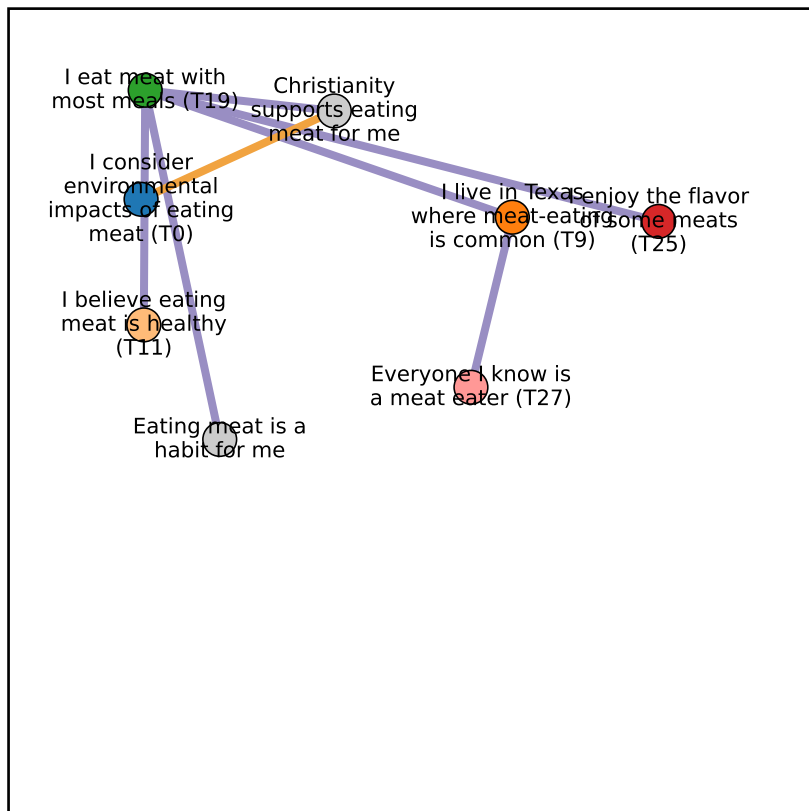 I eat meat with
most meals (T19)
Christianity
supports eating
meat for me
I consider
environmental
impacts of eating
meat (T0)
I live in Texas
where meat-eating
is common (T9)
I enjoy the flavor
of some meats
(T25)
I believe eating
meat is healthy
(T11)
Everyone I know is
a meat eater (T27)
Eating meat is a
habit for me